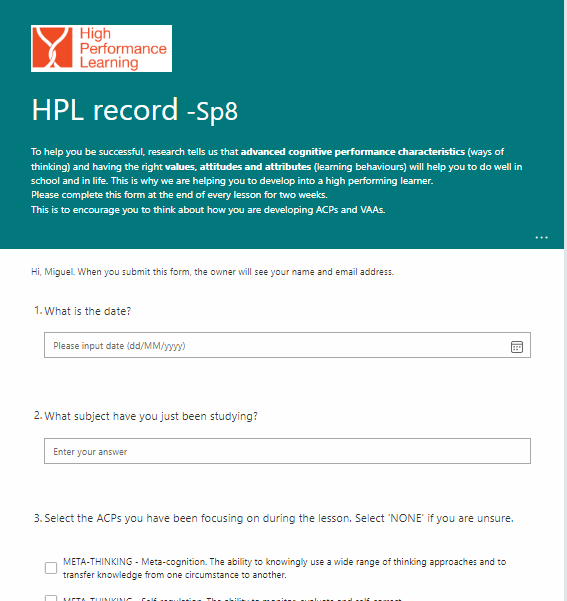 High
Performance
Learning
HPL record -Sp8
To help you be successful, research tells us that advanced cognitive performance characteristics (ways of
thinking) and having the right values, attitudes and attributes (learning behaviours) will help you to do well in
school and in life. This is why we are helping you to develop into a high performing learner.
Please complete this form at the end of every lesson for two weeks.
This is to encourage you to think about how you are developing ACPs and VAAs.
...
Hi, Miguel. When you submit this form, the owner will see your name and email address.
1. What is the date?
Please input date (dd/MM/yyyy)
2. What subject have you just been studying?
Enter your answer
3. Select the ACPs you have been focusing on during the lesson. Select 'NONE' if you are unsure.
META-THINKING - Meta-cognition. The ability to knowingly use a wide range of thinking approaches and to
transfer knowledge from one circumstance to another.
META-THINKING - Self-regulation. The ability to monitor, evaluate and self-correct.